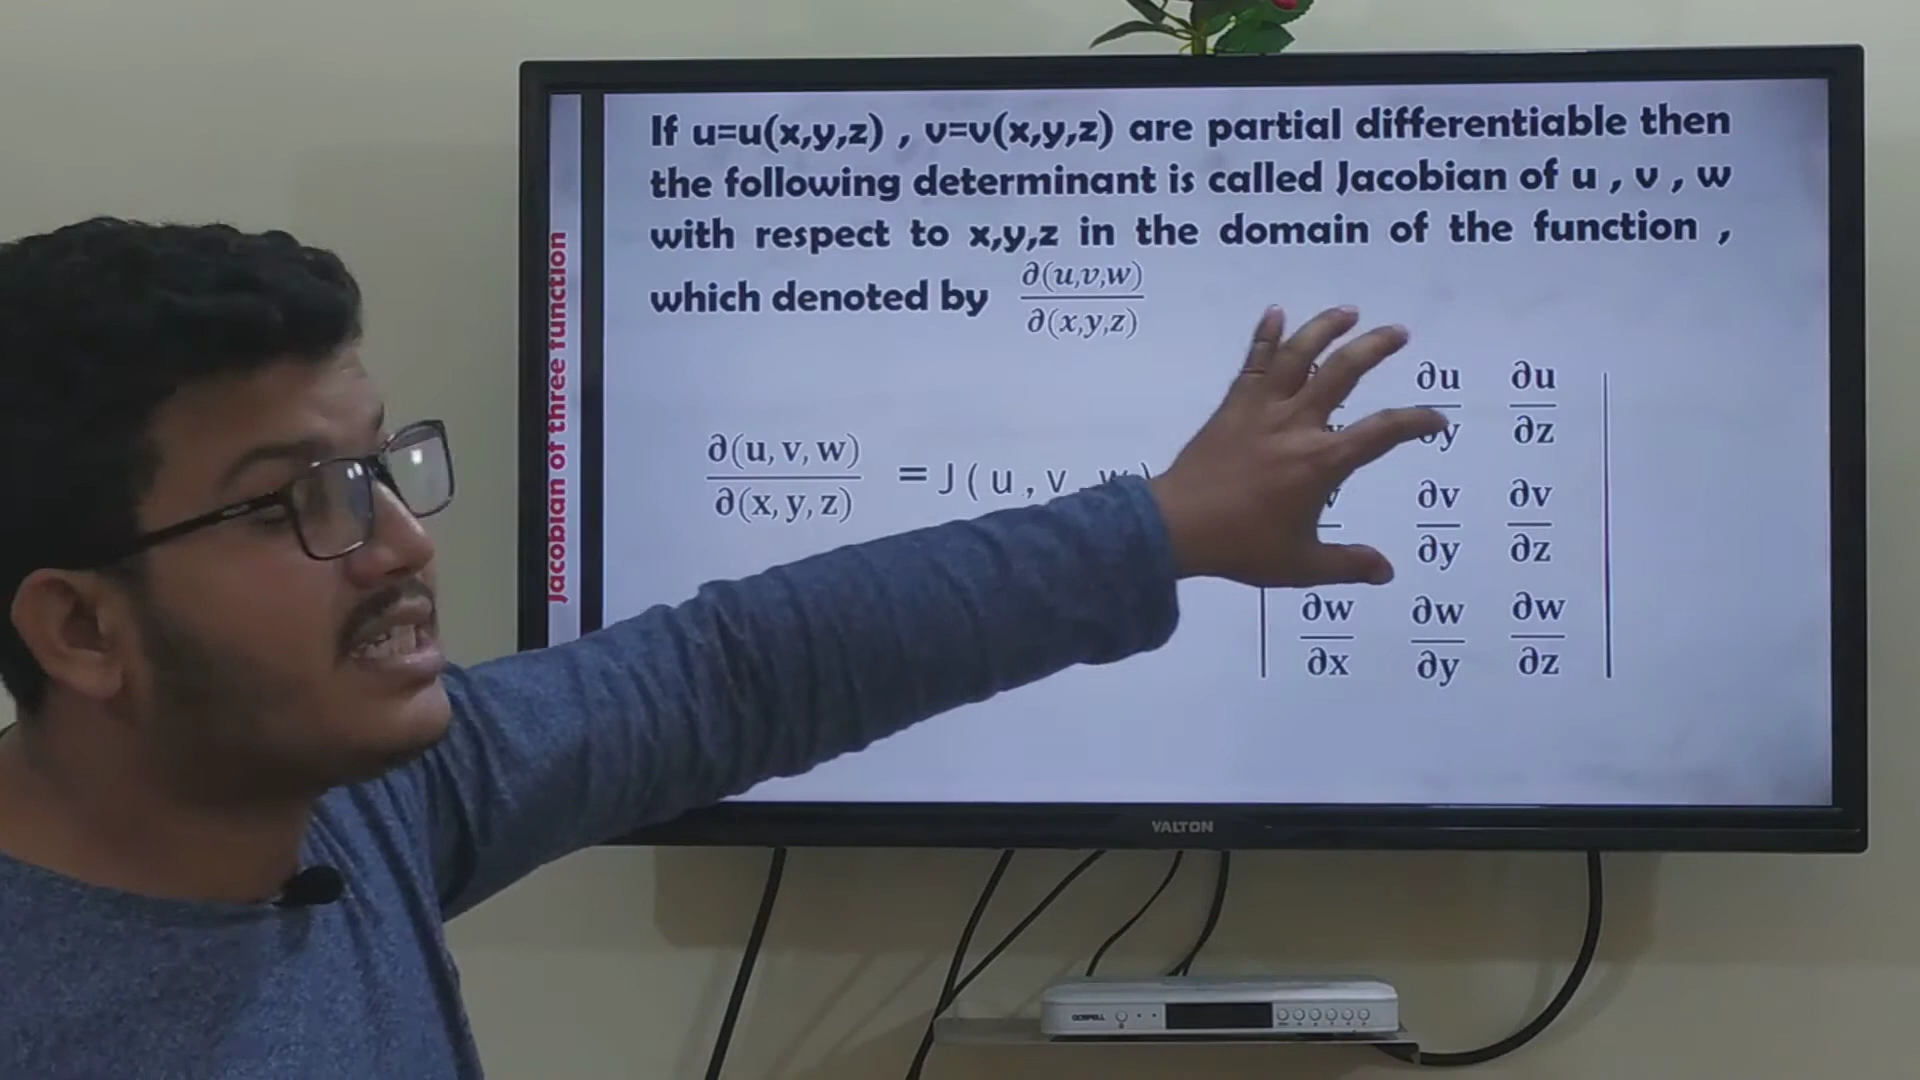 If u=u(x,y,z) , v=v(x,y,z) are partial differentiable then
the following determinant is called Jacobian of u , v , w
with respect to x,y,z in the domain of the function ,
which denoted by ∂(u,v,w)
∂(x,y,z)
Jacobian of three function
∂(u, v, w)
∂(x, y, z)
= J ( u , v , w )
∂u ∂u
∂y ∂z
∂v ∂v
∂y ∂z
∂w ∂w ∂w
∂x ∂y ∂z
VALTON
GOSPELL